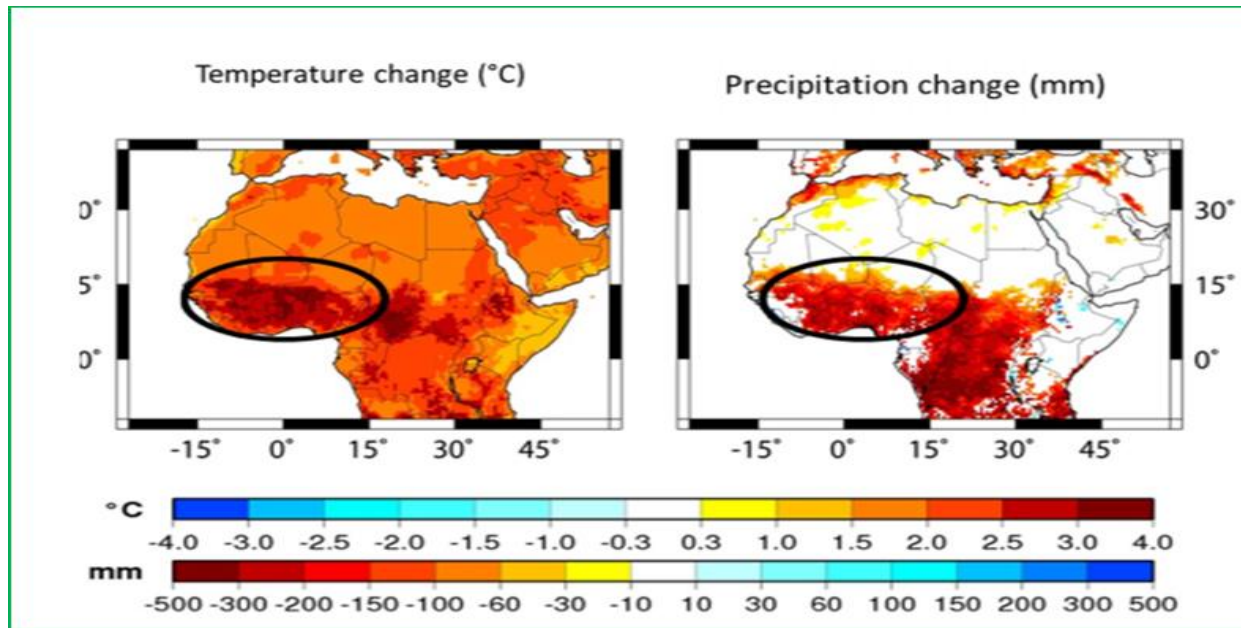 Temperature change (°C)
Precipitation change (mm)
0°
5°
0°
30°
15°
0°
-15° 0° 15° 30° 45°
-15° 0° 15° 30° 45°
°C
-4.0 -3.0 -2.5 -2.0 -1.5 -1.0 -0.3 0.3 1.0 1.5 2.0 2.5 3.0 4.0
mm
-500 -300 -200 -150 -100 -60 -30 -10 10 30 60 100 150 200 300 500